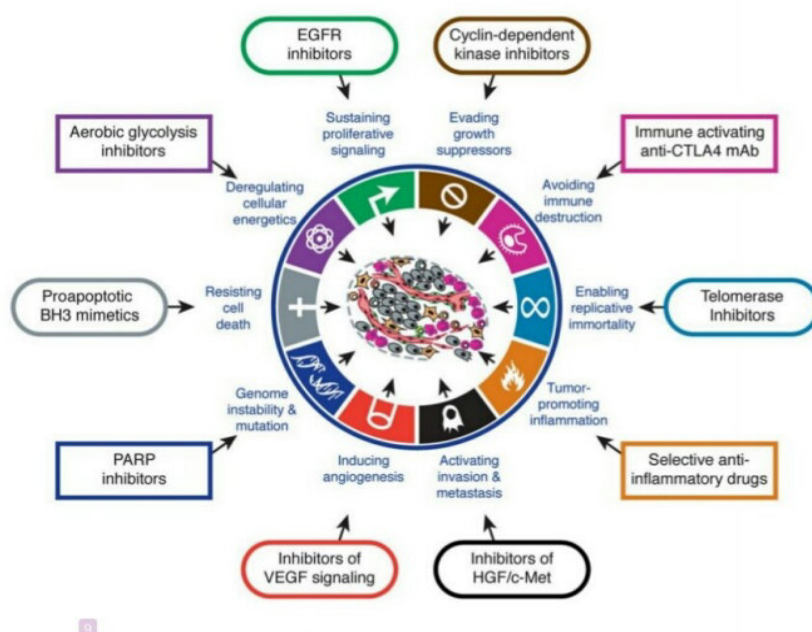 EGFR
inhibitors
Cyclin-dependent
kinase inhibitors
Sustaining
proliferative
signaling
Evading
growth
suppressors
Aerobic glycolysis
inhibitors
Immune activating
anti-CTLA4 mAb
Deregulating
cellular
energetics
Avoiding
immune
destruction
Proapoptotic
BH3 mimetics
Resisting
cell
death
Enabling
replicative
immortality
Telomerase
Inhibitors
Genome
instability &
mutation
Tumor-
promoting
inflammation
PARP
inhibitors
Inducing
angiogenesis
Activating
invasion &
metastasis
Selective anti-
inflammatory drugs
Inhibitors of
VEGF signaling
Inhibitors of
HGF/c-Met
9